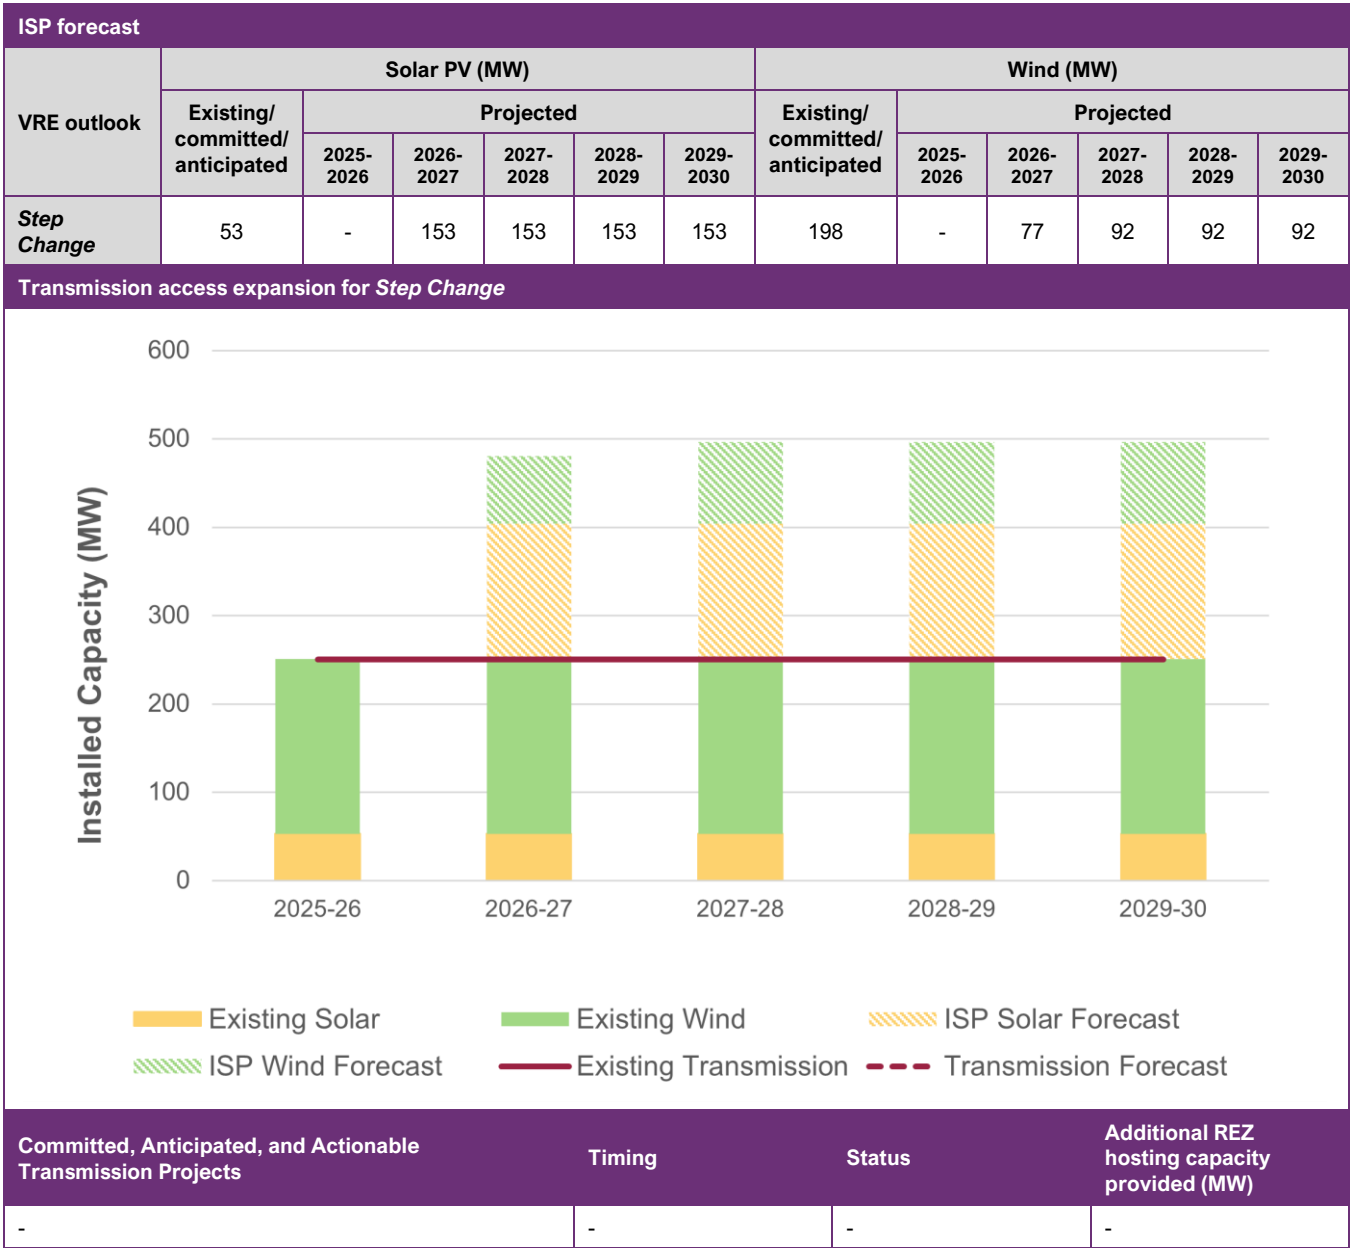 ISP forecast
VRE outlook
Solar PV (MW)
Wind (MW)
Existing/
committed/
anticipated
Projected
Existing/
committed/
anticipated
Projected
2025-
2026
2026-
2027
2027-
2028
2028-
2029
2029-
2030
2025-
2026
2026-
2027
2027-
2028
2028-
2029
2029-
2030
Step
Change
53
-
153
153
153
153
198
-
77
92
92
92
Transmission access expansion for Step Change
Installed Capacity (MW)
600
500
400
300
200
100
0
2025-26
2026-27
2027-28
2028-29
2029-30
Existing Solar
Existing Wind
ISP Solar Forecast
ISP Wind Forecast
Existing Transmission
Transmission Forecast
Committed, Anticipated, and Actionable
Transmission Projects
Timing
Status
Additional REZ
hosting capacity
provided (MW)
-
-
-
-